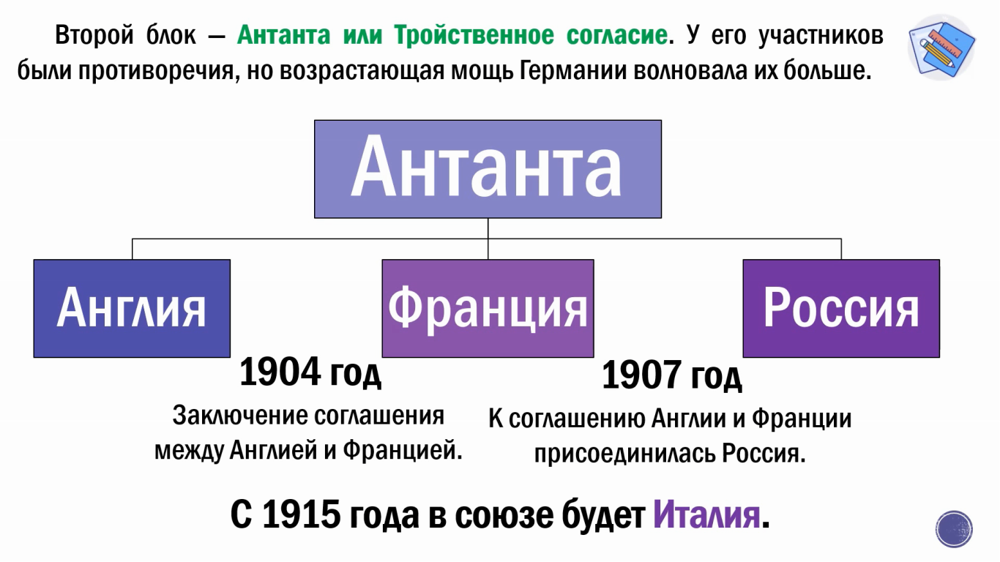 Второй блок – Антанта или Тройственное согласие. У его участников
были противоречия, но возрастающая мощь Германии волновала их больше.
Антанта
Англия
Франция
Россия
1904 год
Заключение соглашения
между Англией и Францией.
1907 год
К соглашению Англии и Франции
присоединилась Россия.
С 1915 года в союзе будет Италия.